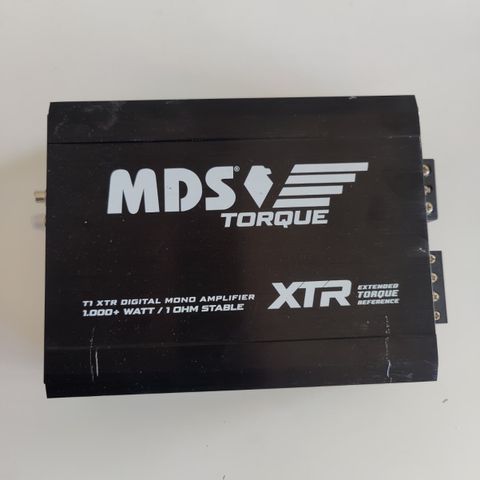 MDS®
TORQUE
T1 XTR DIGITAL MONO AMPLIFIER
1.000+ WATT / 1 OHM STABLE
XTR
EXTENDED
TORQUE
REFERENCE